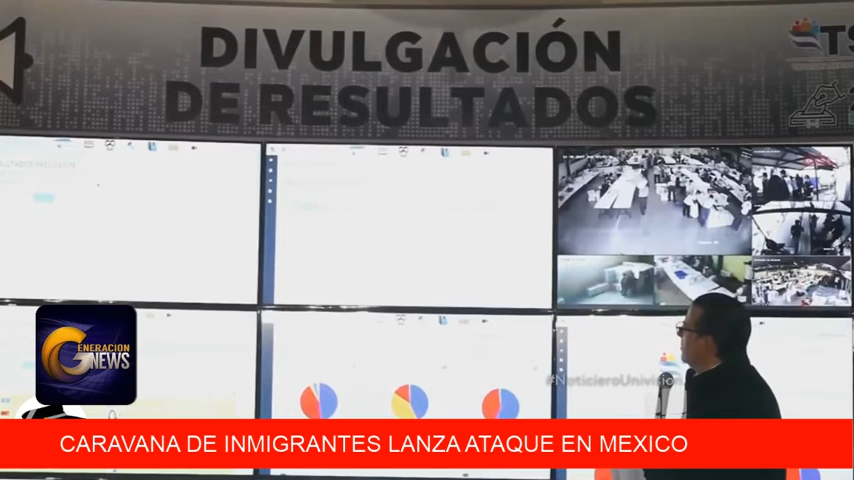 DIVULGACIÓN
DE RESULTADOS
TS
GENERACION
NEWS
#NoticieroUnivision
CARAVANA DE INMIGRANTES LANZA ATAQUE EN MEXICO